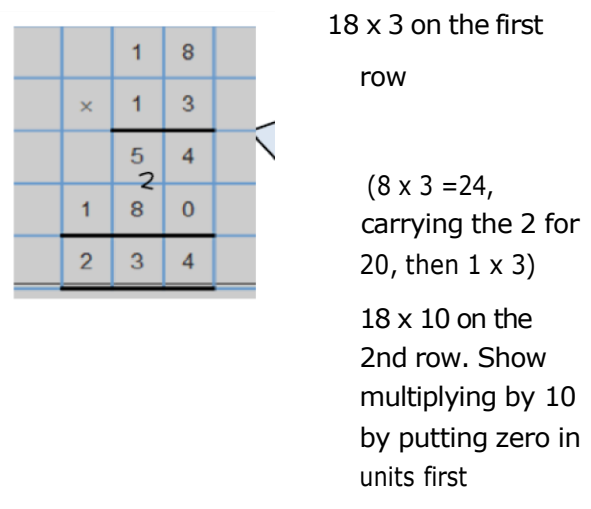 1 8
× 1 3
5 4
2
1 8 0
2 3 4
18 x 3 on the first
row
(8 x 3 =24,
carrying the 2 for
20, then 1 x 3)
18 x 10 on the
2nd row. Show
multiplying by 10
by putting zero in
units first